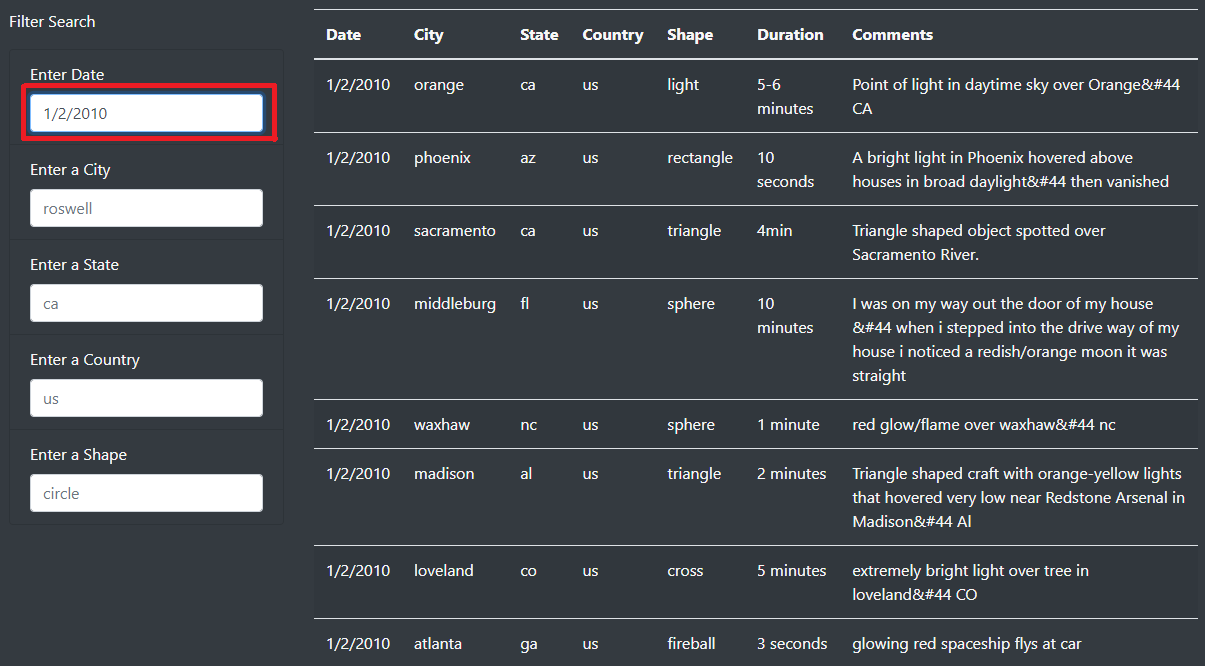 Filter Search
Enter Date
1/2/2010
Enter a City
roswell
Enter a State
ca
Enter a Country
us
Enter a Shape
circle
Date City State Country Shape Duration Comments
1/2/2010 orange ca us light 5-6 Point of light in daytime sky over Orange&#44
minutes CA
1/2/2010 phoenix az us rectangle 10 A bright light in Phoenix hovered above
seconds houses in broad daylight&#44 then vanished
1/2/2010 sacramento ca us triangle 4min Triangle shaped object spotted over
Sacramento River.
1/2/2010 middleburg fl us sphere 10 I was on my way out the door of my house
minutes &#44 when i stepped into the drive way of my
house i noticed a redish/orange moon it was
straight
1/2/2010 waxhaw nc us sphere 1 minute red glow/flame over waxhaw&#44 nc
1/2/2010 madison al us triangle 2 minutes Triangle shaped craft with orange-yellow lights
that hovered very low near Redstone Arsenal in
Madison&#44 Al
1/2/2010 loveland co us cross 5 minutes extremely bright light over tree in
loveland&#44 CO
1/2/2010 atlanta ga us fireball 3 seconds glowing red spaceship flys at car